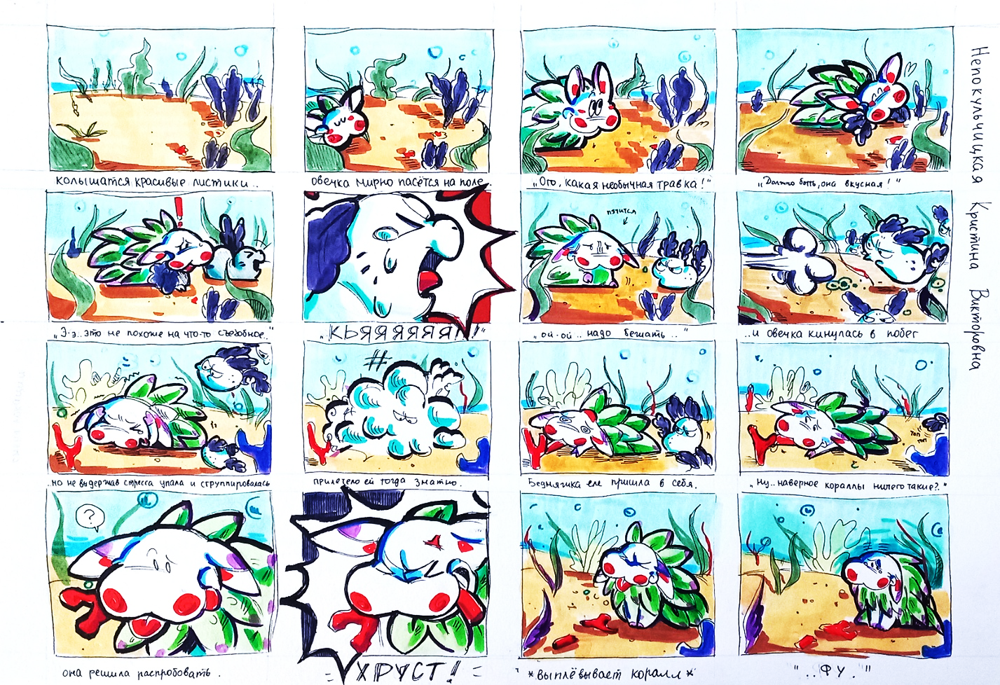 колышатся красивые листики..
овечка мирно пасётся на поле..
„Ого, какая необычная травка!"
„Должно быть, она вкусная!"
!
„Э-э.. это не похоже на что-то съедобное.."
„КЬЯЯЯЯЯЯ!!!"
пятится
„ой-ой.. надо бежать.."
..и овечка кинулась в побег
..но не выдержав стресса упала и сгруппировалась
#
прилетело ей тогда знатно.
Бедняжка еле пришла в себя.
топ
топ
„ну.. наверное кораллы ничего такие?."
?
она решила распробовать.
= ХРУСТ! =
*выплёвывает коралл*
"..ФУ."
Непокульчицкая Кристина Викторовна